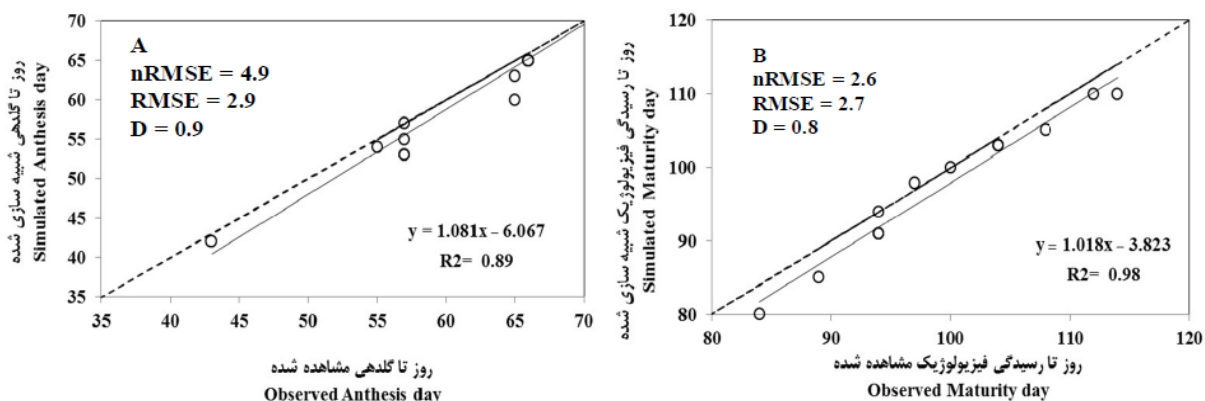 A
nRMSE = 4.9
RMSE = 2.9
D = 0.9
y = 1.081x – 6.067
R2= 0.89
70
65
60
55
50
45
40
35
35
40
45
50
55
60
65
70
روز تا گلدهی شبیه سازی شده
Simulated Anthesis day
روز تا گلدهی مشاهده شده
Observed Anthesis day
B
nRMSE = 2.6
RMSE = 2.7
D = 0.8
y = 1.018x – 3.823
R2= 0.98
120
110
100
90
80
80
90
100
110
120
روز تا رسیدگی فیزیولوژیک شبیه سازی شده
Simulated Maturity day
روز تا رسیدگی فیزیولوژیک مشاهده شده
Observed Maturity day